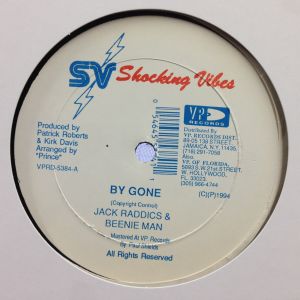 SV Shocking Vibes
Produced by
Patrick Roberts
& Kirk Davis
Arranged by
"Prince"
VPRD-5384-A
VP
RECORDS
Distributed By
V.P. RECORDS DIST.
89-05 138 STREET,
JAMAICA, N.Y. 11435.
(718) 291-7058
Also:
V.P. OF FLORIDA,
5893 S.W. 21st. STREET,
W. HOLLYWOOD,
FL. 33023.
(305) 966-4744
BY GONE
(Copyright Control)
(C)(P)1994
JACK RADDICS &
BEENIE MAN
Mastered At V.P. Records
By: Paul Shields
All Rights Reserved